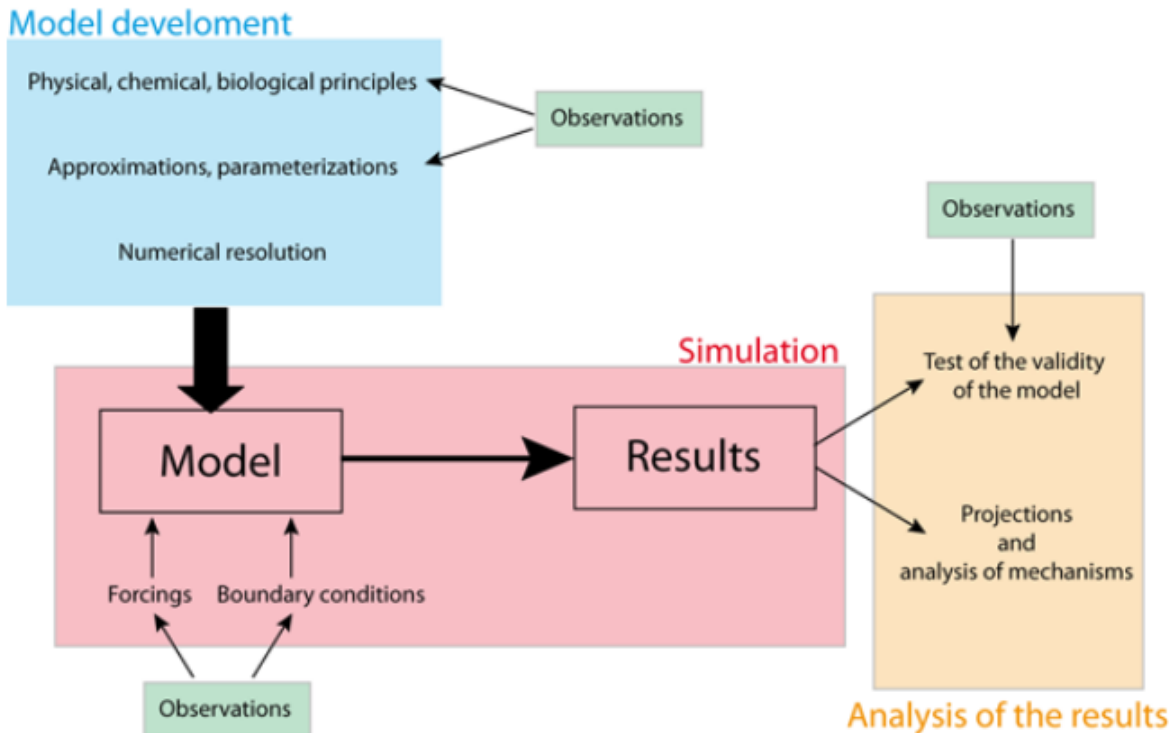 Model develoment
Physical, chemical, biological principles
Observations
Approximations, parameterizations
Numerical resolution
Observations
Simulation
Test of the validity
of the model
Model
Results
Projections
and
analysis of mechanisms
Forcings
Boundary conditions
Observations
Analysis of the results